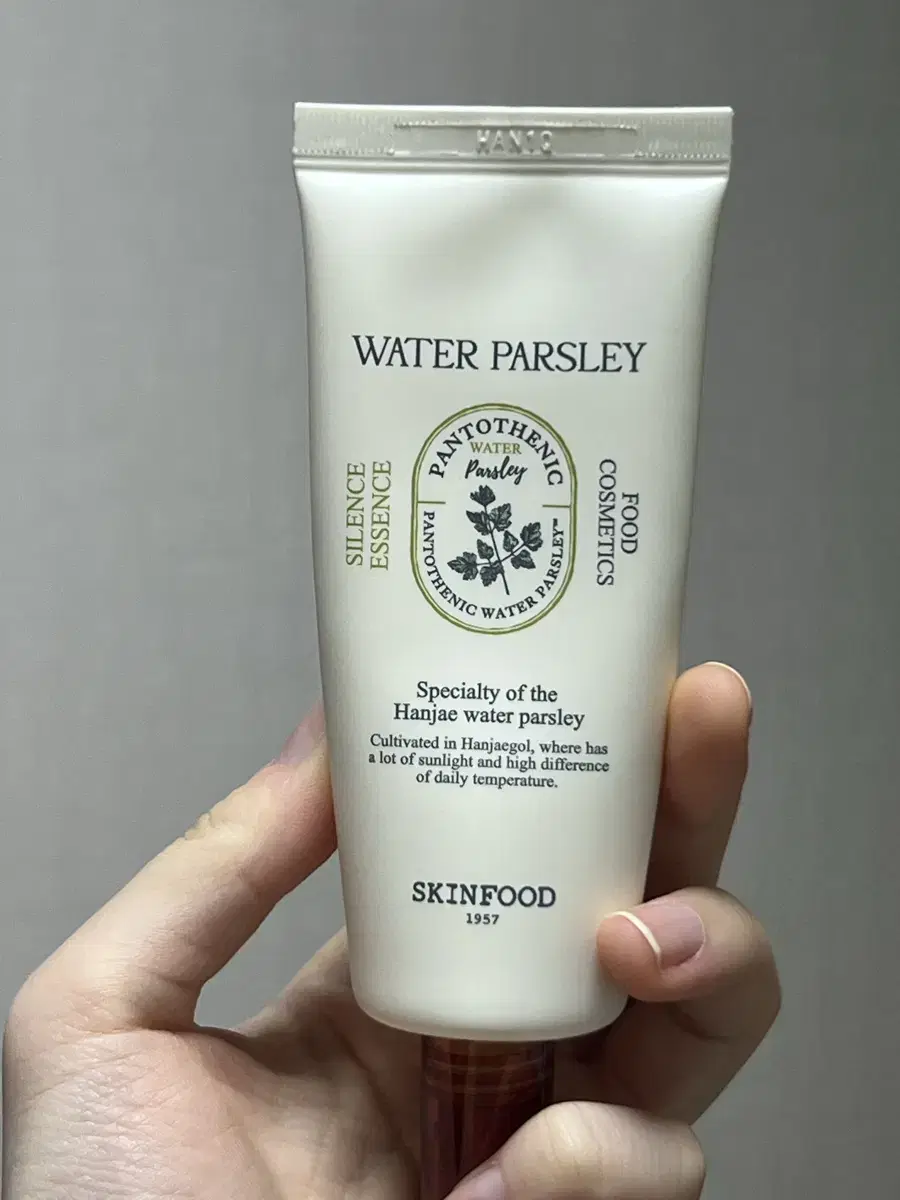 HAN1C
WATER PARSLEY
SILENCE
ESSENCE
PANTOTHENIC
WATER
Parsley
PANTOTHENIC WATER PARSLEY™
FOOD
COSMETICS
Specialty of the
Hanjae water parsley
Cultivated in Hanjaegol, where has
a lot of sunlight and high difference
of daily temperature.
SKINFOOD
1957